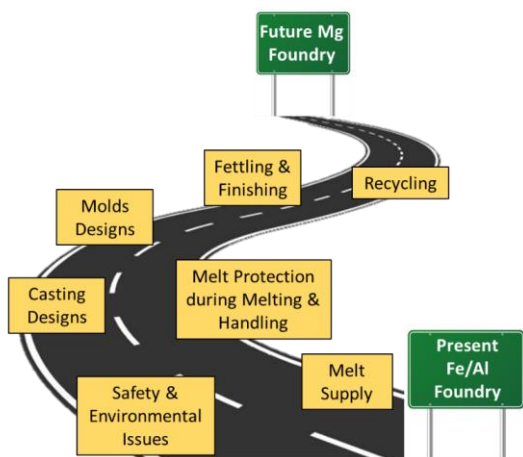 Future Mg
Foundry
Fettling &
Finishing
Recycling
Molds
Designs
Melt Protection
during Melting &
Handling
Casting
Designs
Present
Fe/Al
Foundry
Melt
Supply
Safety &
Environmental
Issues